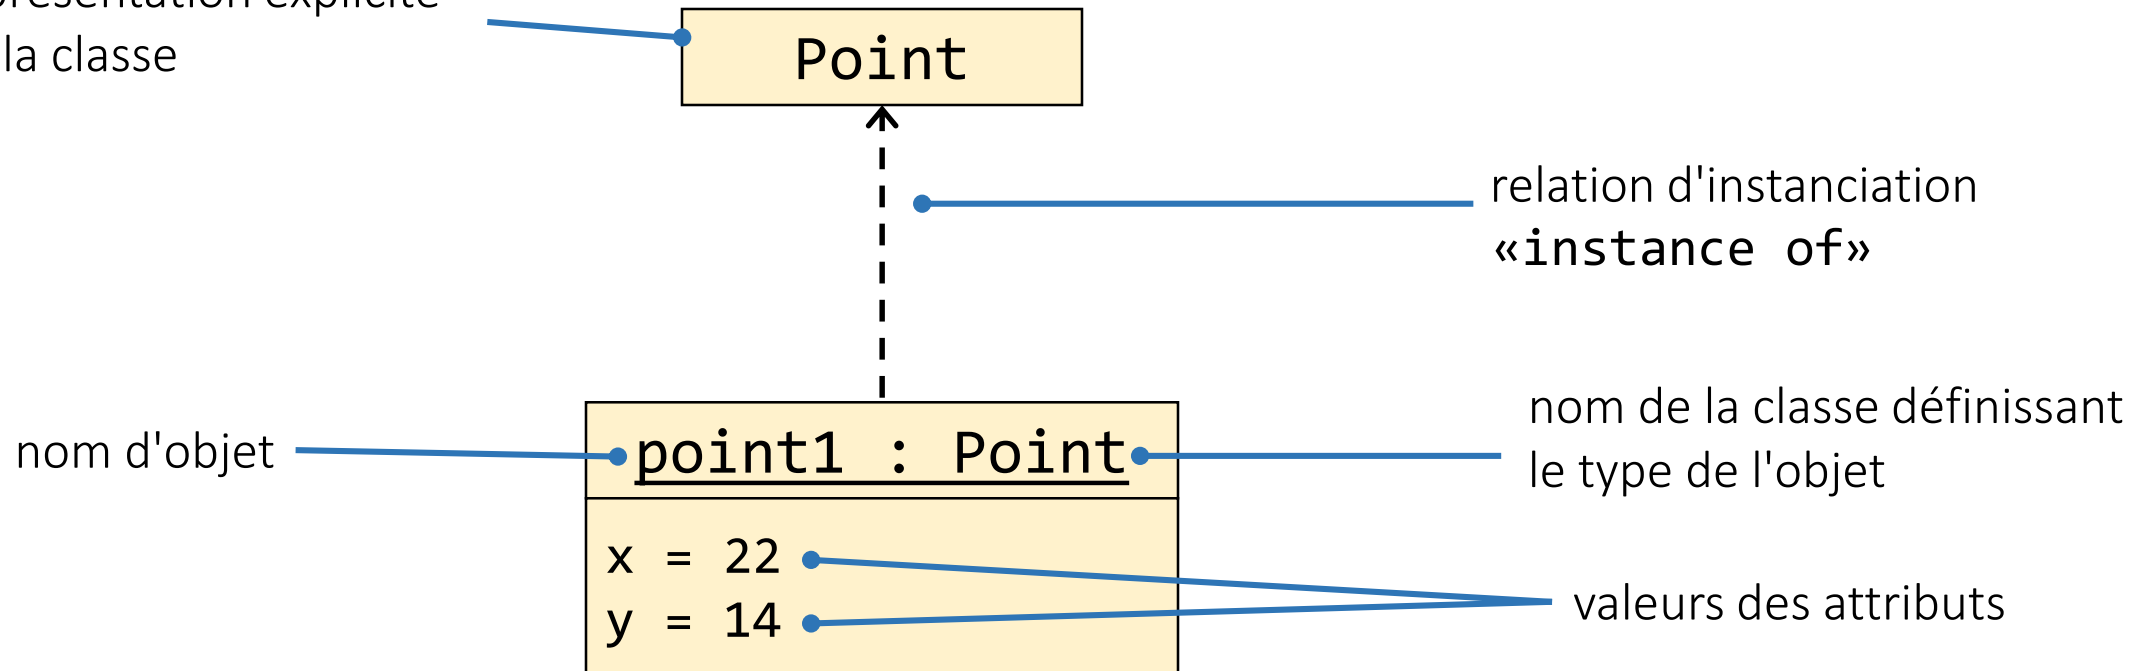 explicite
la classe
Point
relation d'instanciation
«instance of»
nom d'objet
point1 : Point
nom de la classe définissant
le type de l'objet
x = 22
y = 14
valeurs des attributs